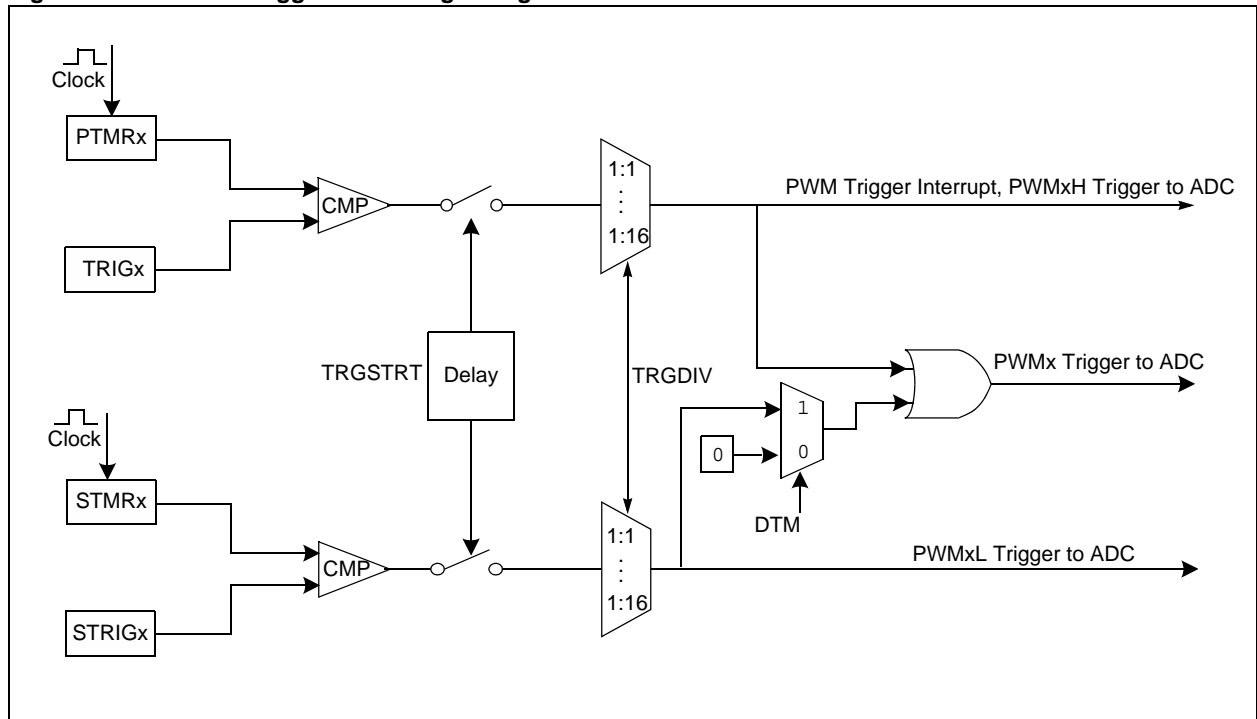 Clock
PTMRx
TRIGx
CMP
1:1
1:16
PWM Trigger Interrupt, PWMxH Trigger to ADC
TRGSTRT
Delay
TRGDIV
PWMx Trigger to ADC
1
0
0
DTM
Clock
STMRx
STRIGx
CMP
1:1
1:16
PWMxL Trigger to ADC